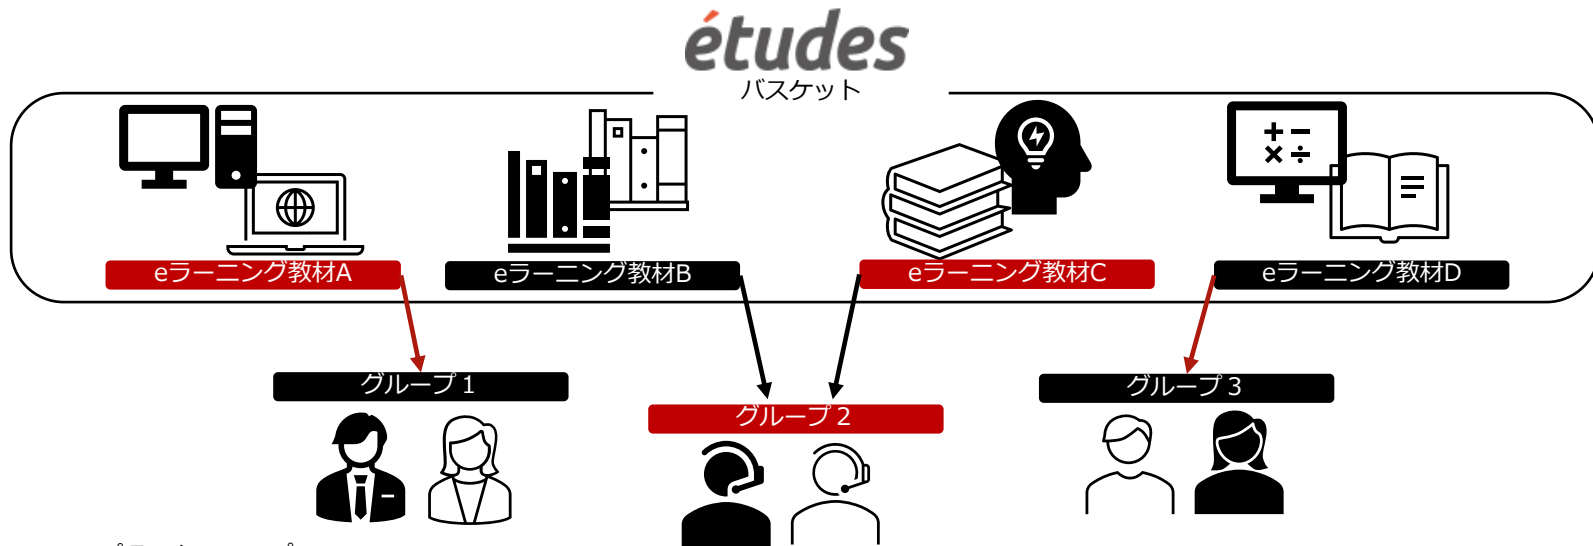 études
バスケット
eラーニング教材A
eラーニング教材B
eラーニング教材C
eラーニング教材D
グループ１
グループ２
グループ３